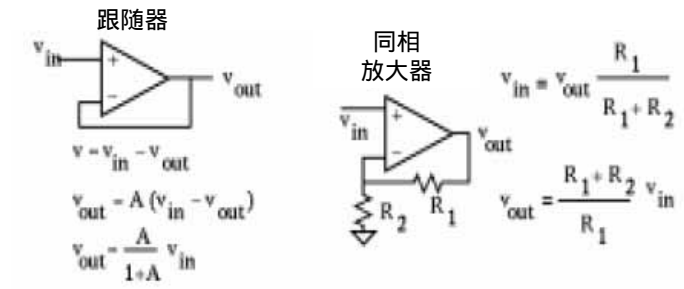 跟随器
v_in
+
−
v_out
v = v_in − v_out
v_out = A (v_in − v_out)
v_out = A / (1+A) v_in
同相
放大器
v_in
+
−
v_out
R_1
R_2
v_in = v_out R_1 / (R_1 + R_2)
v_out = (R_1 + R_2) / R_1 v_in